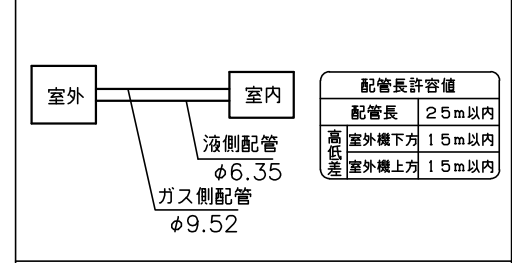 室外
室内
液側配管
φ6.35
ガス側配管
φ9.52
配管長許容値
配管長 25m以内
高低差
室外機下方 15m以内
室外機上方 15m以内